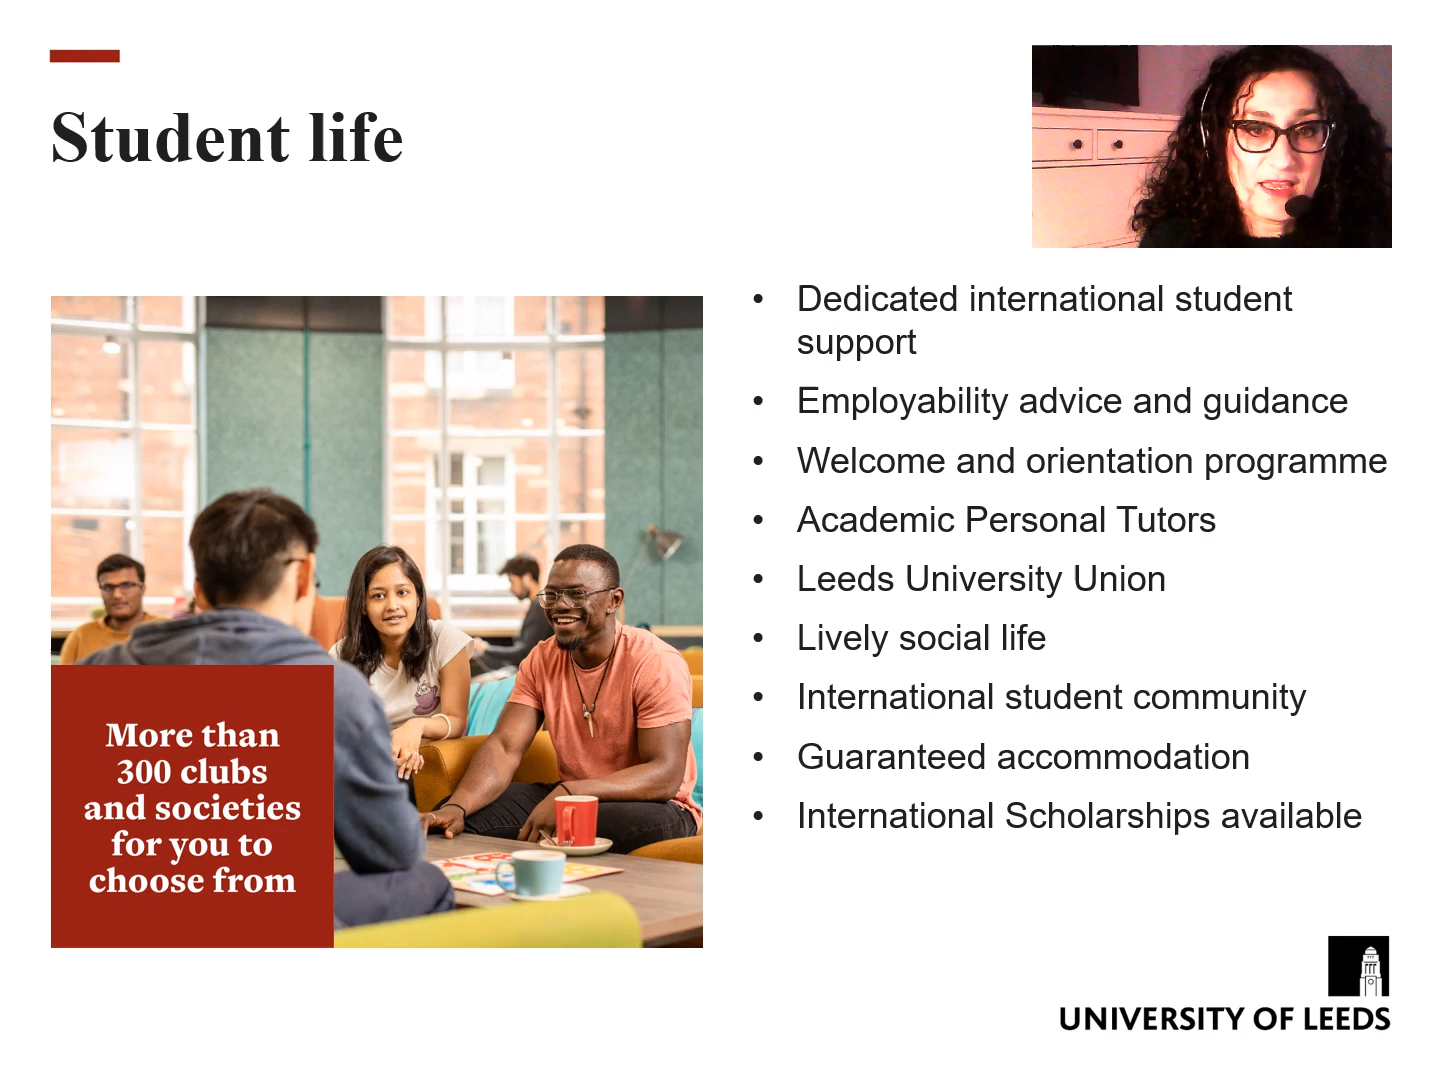 Student life
• Dedicated international student
support
• Employability advice and guidance
• Welcome and orientation programme
• Academic Personal Tutors
• Leeds University Union
• Lively social life
• International student community
• Guaranteed accommodation
• International Scholarships available
More than
300 clubs
and societies
for you to
choose from
UNIVERSITY OF LEEDS